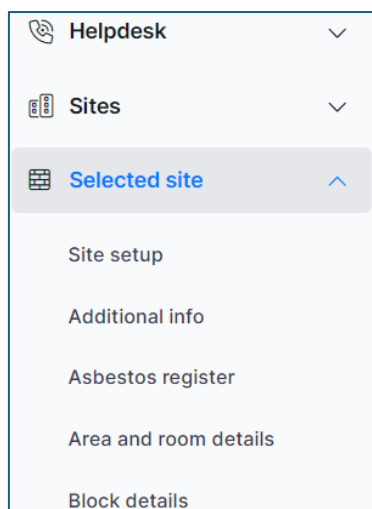 Helpdesk
Sites
Selected site
Site setup
Additional info
Asbestos register
Area and room details
Block details